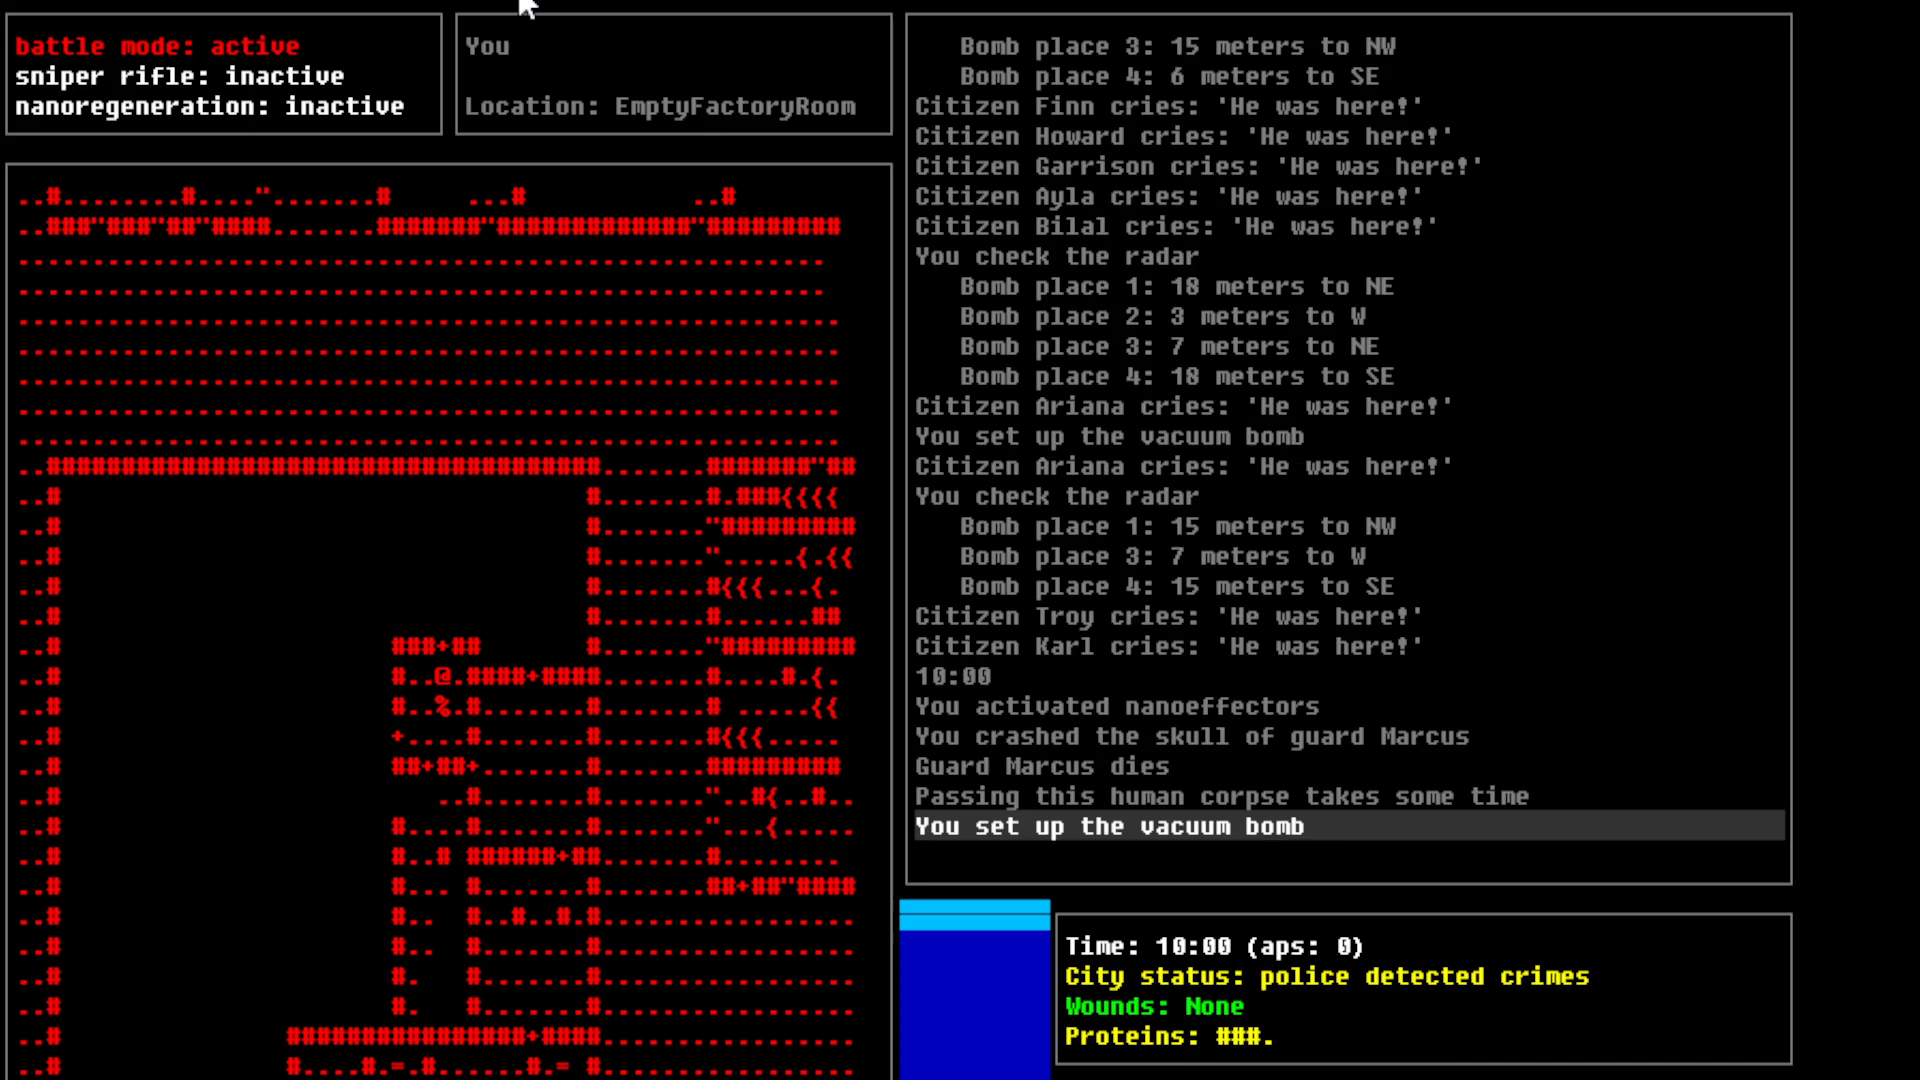 battle mode: active
sniper rifle: inactive
nanoregeneration: inactive
You
Location: EmptyFactoryRoom
Bomb place 3: 15 meters to NW
Bomb place 4: 6 meters to SE
Citizen Finn cries: 'He was here!'
Citizen Howard cries: 'He was here!'
Citizen Garrison cries: 'He was here!'
Citizen Ayla cries: 'He was here!'
Citizen Bilal cries: 'He was here!'
You check the radar
Bomb place 1: 18 meters to NE
Bomb place 2: 3 meters to W
Bomb place 3: 7 meters to NE
Bomb place 4: 18 meters to SE
Citizen Ariana cries: 'He was here!'
You set up the vacuum bomb
Citizen Ariana cries: 'He was here!'
You check the radar
Bomb place 1: 15 meters to NW
Bomb place 3: 7 meters to W
Bomb place 4: 15 meters to SE
Citizen Troy cries: 'He was here!'
Citizen Karl cries: 'He was here!'
10:00
You activated nanoeffectors
You crashed the skull of guard Marcus
Guard Marcus dies
Passing this human corpse takes some time
You set up the vacuum bomb
Time: 10:00 (aps: 0)
City status: police detected crimes
Wounds: None
Proteins: ###.